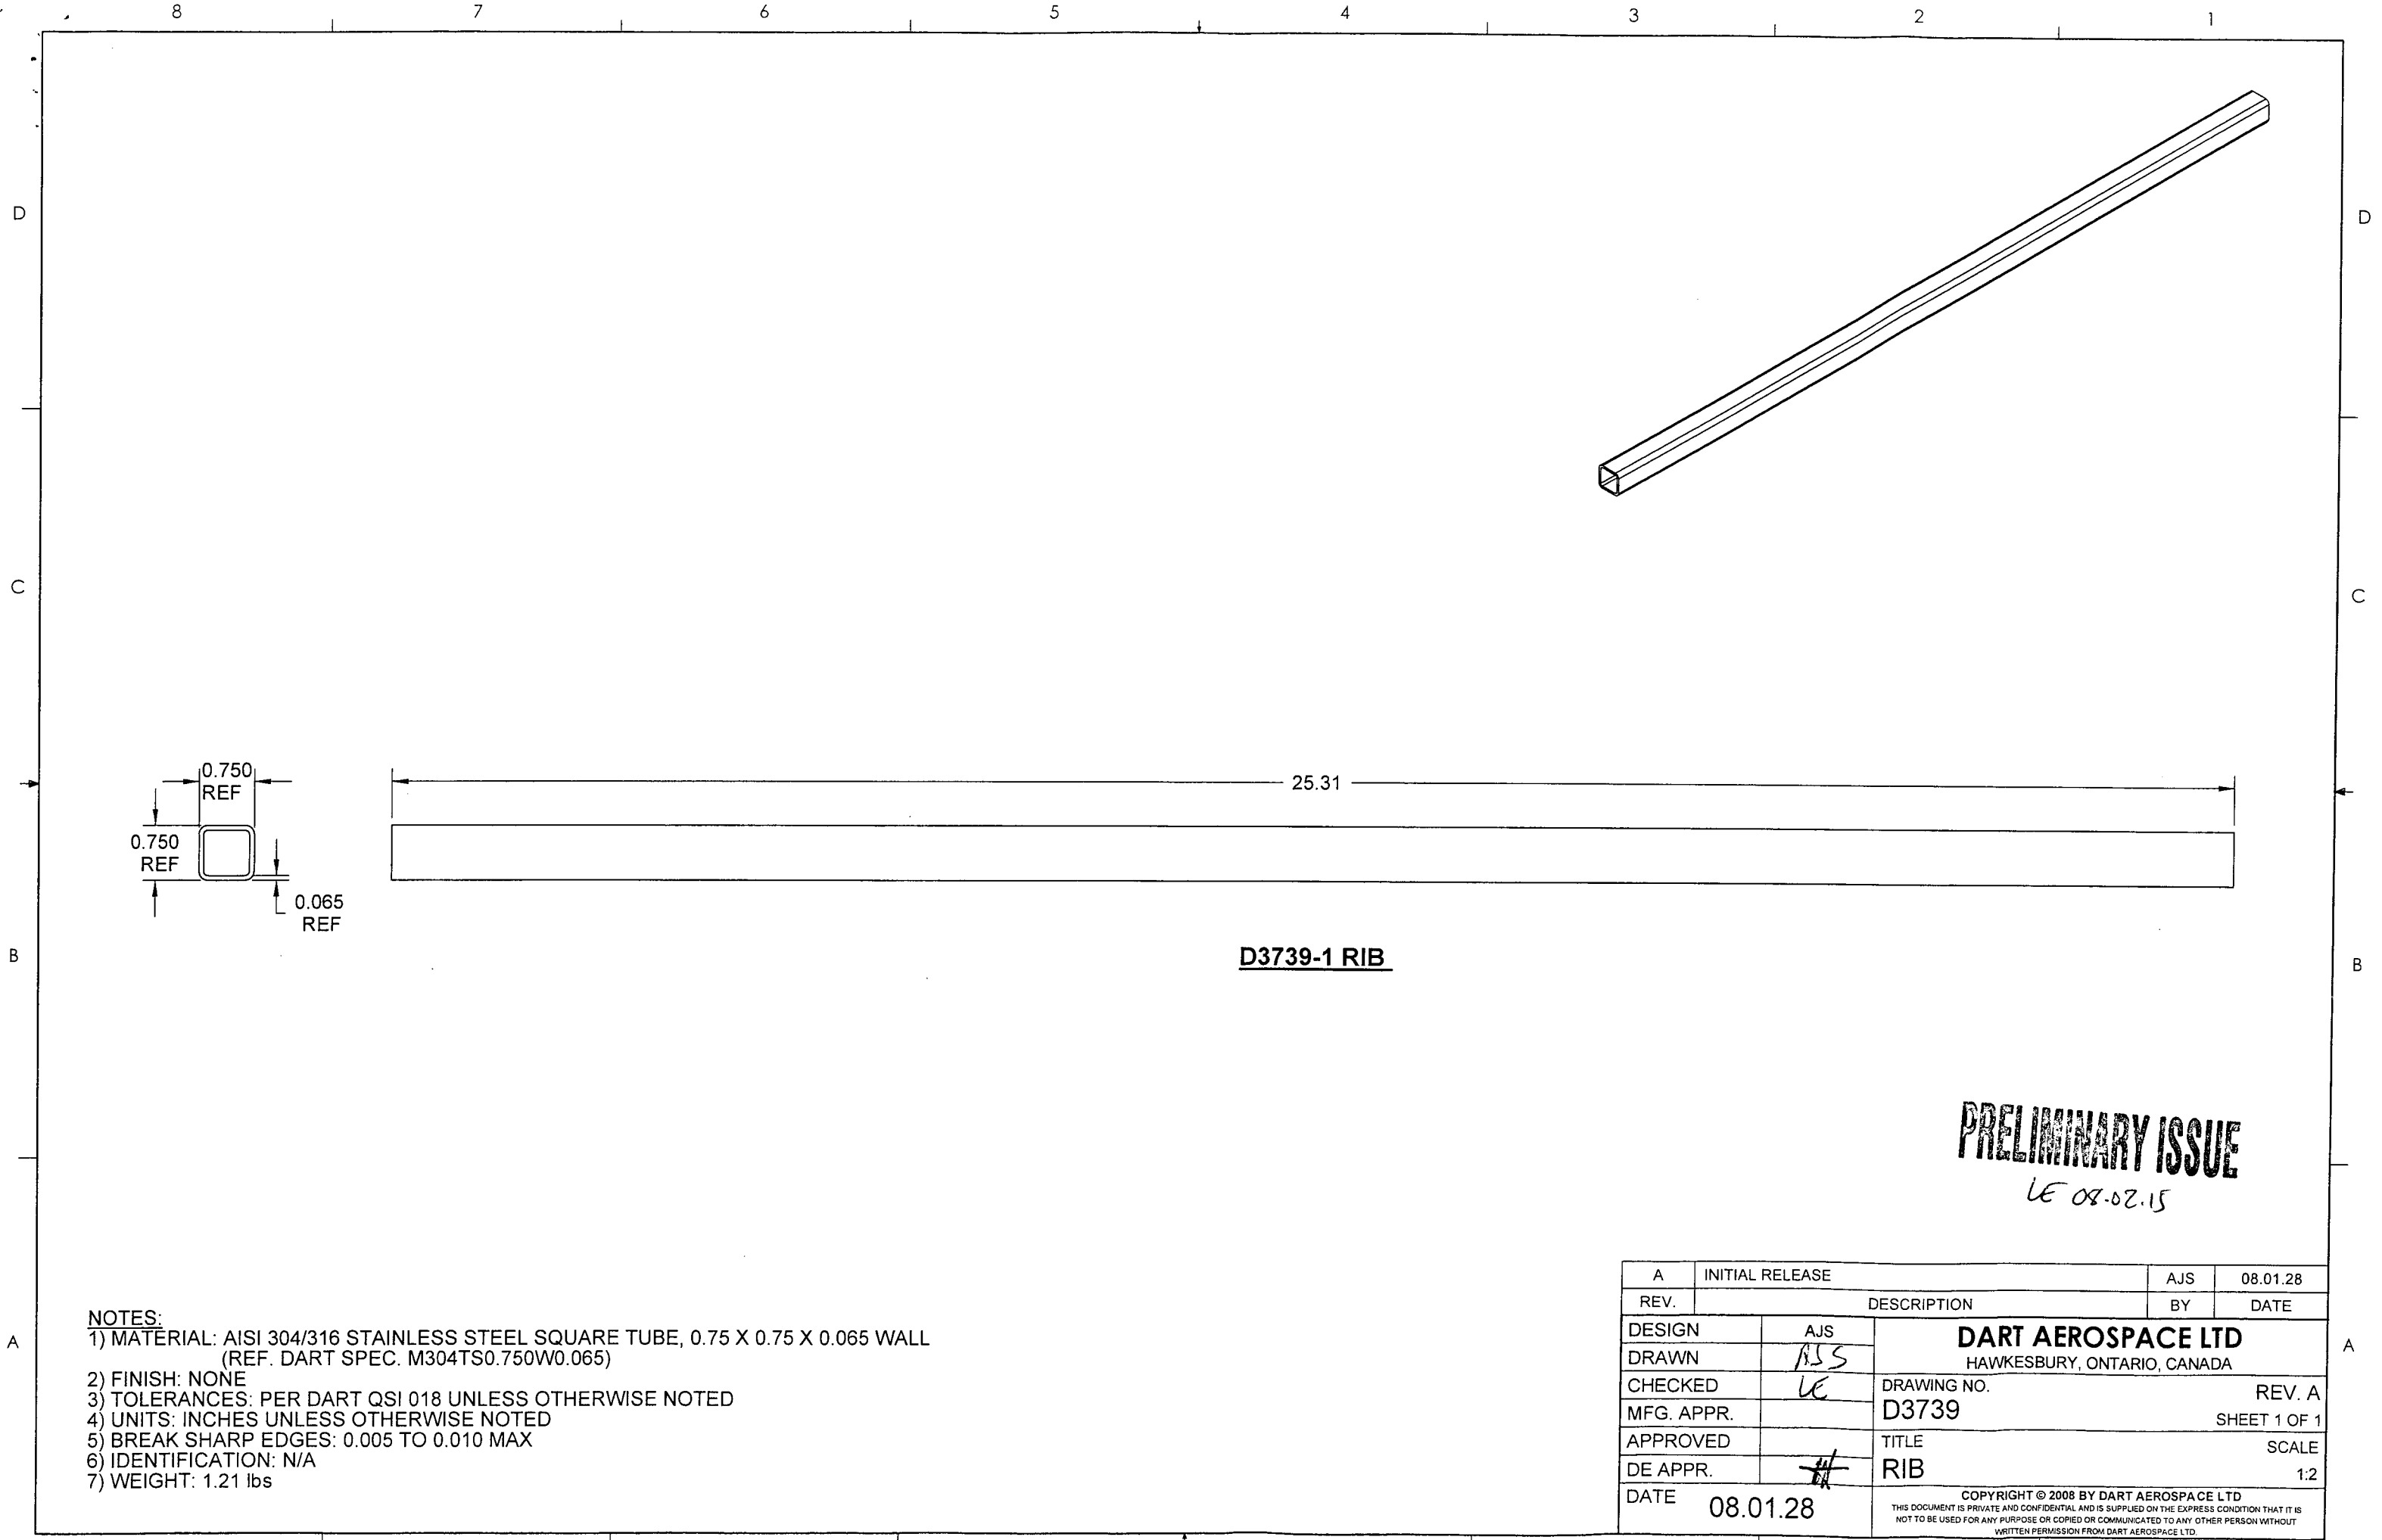 8 7 6 5 4 3 2 1
D D
C C
0.750
REF
25.31
0.750
REF
0.065
REF
D3739-1 RIB
B B
PRELIMINARY ISSUE
LE 08.02.15
NOTES:
1) MATERIAL: AISI 304/316 STAINLESS STEEL SQUARE TUBE, 0.75 X 0.75 X 0.065 WALL
(REF. DART SPEC. M304TS0.750W0.065)
2) FINISH: NONE
3) TOLERANCES: PER DART QSI 018 UNLESS OTHERWISE NOTED
4) UNITS: INCHES UNLESS OTHERWISE NOTED
5) BREAK SHARP EDGES: 0.005 TO 0.010 MAX
6) IDENTIFICATION: N/A
7) WEIGHT: 1.21 lbs
A A
A INITIAL RELEASE AJS 08.01.28
REV. DESCRIPTION BY DATE
DESIGN AJS
DRAWN AJS
CHECKED LE
MFG. APPR.
APPROVED
DE APPR.
DATE 08.01.28
DART AEROSPACE LTD
HAWKESBURY, ONTARIO, CANADA
DRAWING NO. REV. A
D3739 SHEET 1 OF 1
TITLE SCALE
RIB 1:2
COPYRIGHT © 2008 BY DART AEROSPACE LTD
THIS DOCUMENT IS PRIVATE AND CONFIDENTIAL AND IS SUPPLIED ON THE EXPRESS CONDITION THAT IT IS
NOT TO BE USED FOR ANY PURPOSE OR COPIED OR COMMUNICATED TO ANY OTHER PERSON WITHOUT
WRITTEN PERMISSION FROM DART AEROSPACE LTD.